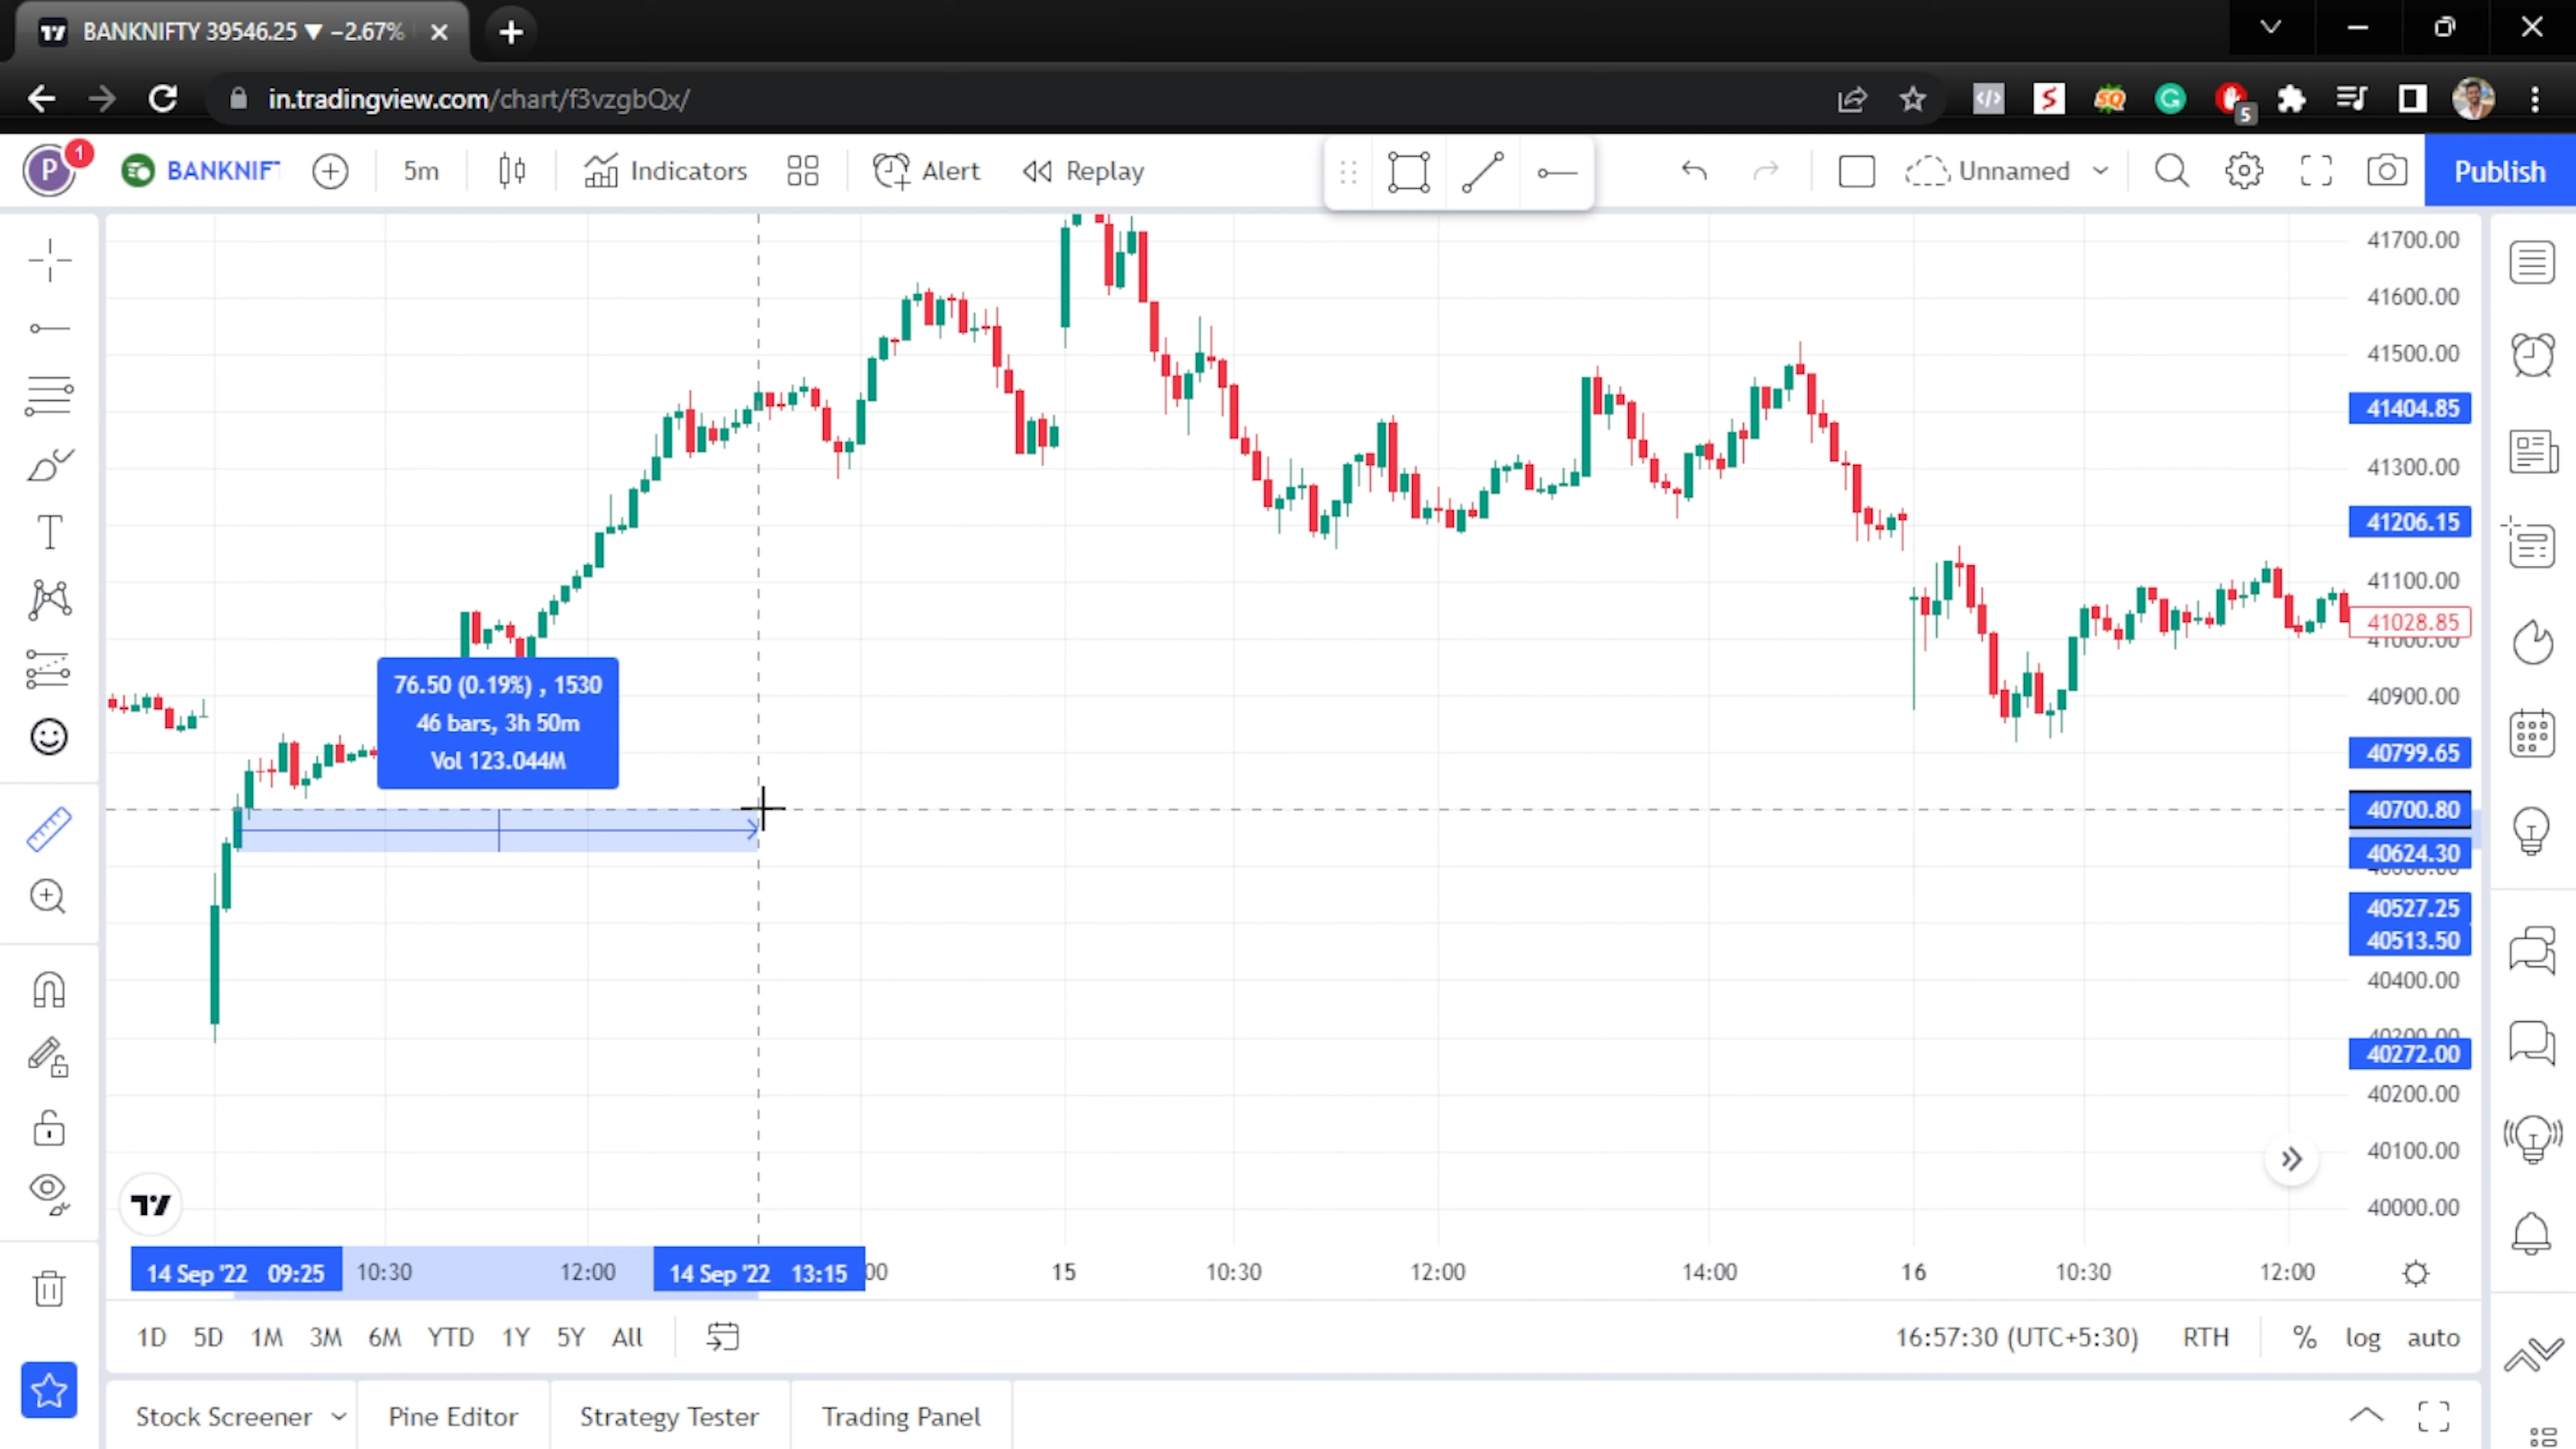 BANKNIFTY 39546.25 ▼ −2.67%
in.tradingview.com/chart/f3vzgbQx/
5
P 1 BANKNIFT 5m Indicators Alert Replay Unnamed Publish
41700.00
41600.00
41500.00
41404.85
41300.00
41206.15
41100.00
41028.85
41000.00
40900.00
40799.65
40700.80
40624.30
40527.25
40513.50
40400.00
40272.00
40200.00
40100.00
40000.00
76.50 (0.19%) , 1530
46 bars, 3h 50m
Vol 123.044M
14 Sep '22 09:25 10:30 12:00 14 Sep '22 13:15 00 15 10:30 12:00 14:00 16 10:30 12:00
1D 5D 1M 3M 6M YTD 1Y 5Y All 16:57:30 (UTC+5:30) RTH % log auto
Stock Screener Pine Editor Strategy Tester Trading Panel